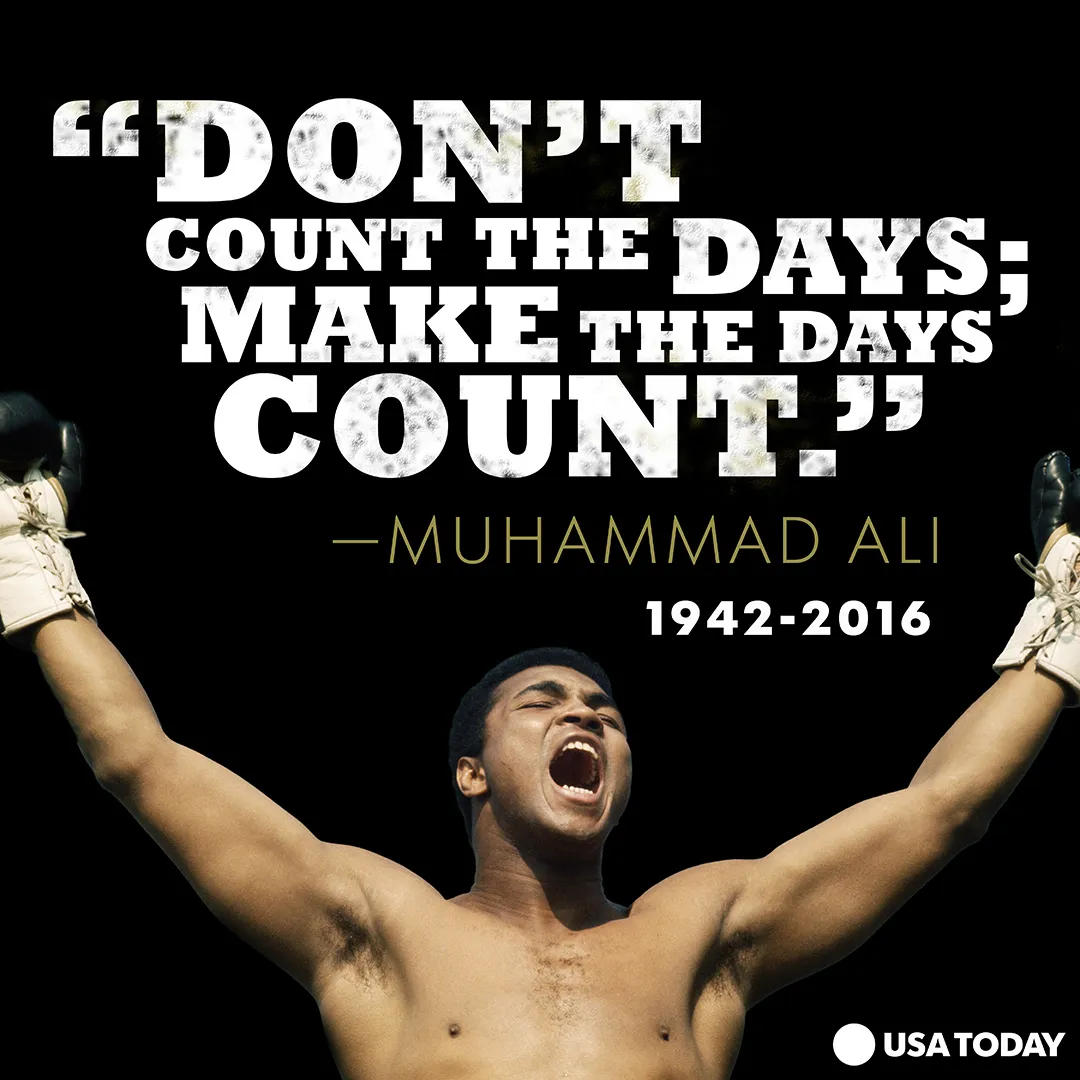 “DON’T
COUNT THE DAYS;
MAKE THE DAYS
COUNT.”
—MUHAMMAD ALI
1942-2016
USA TODAY